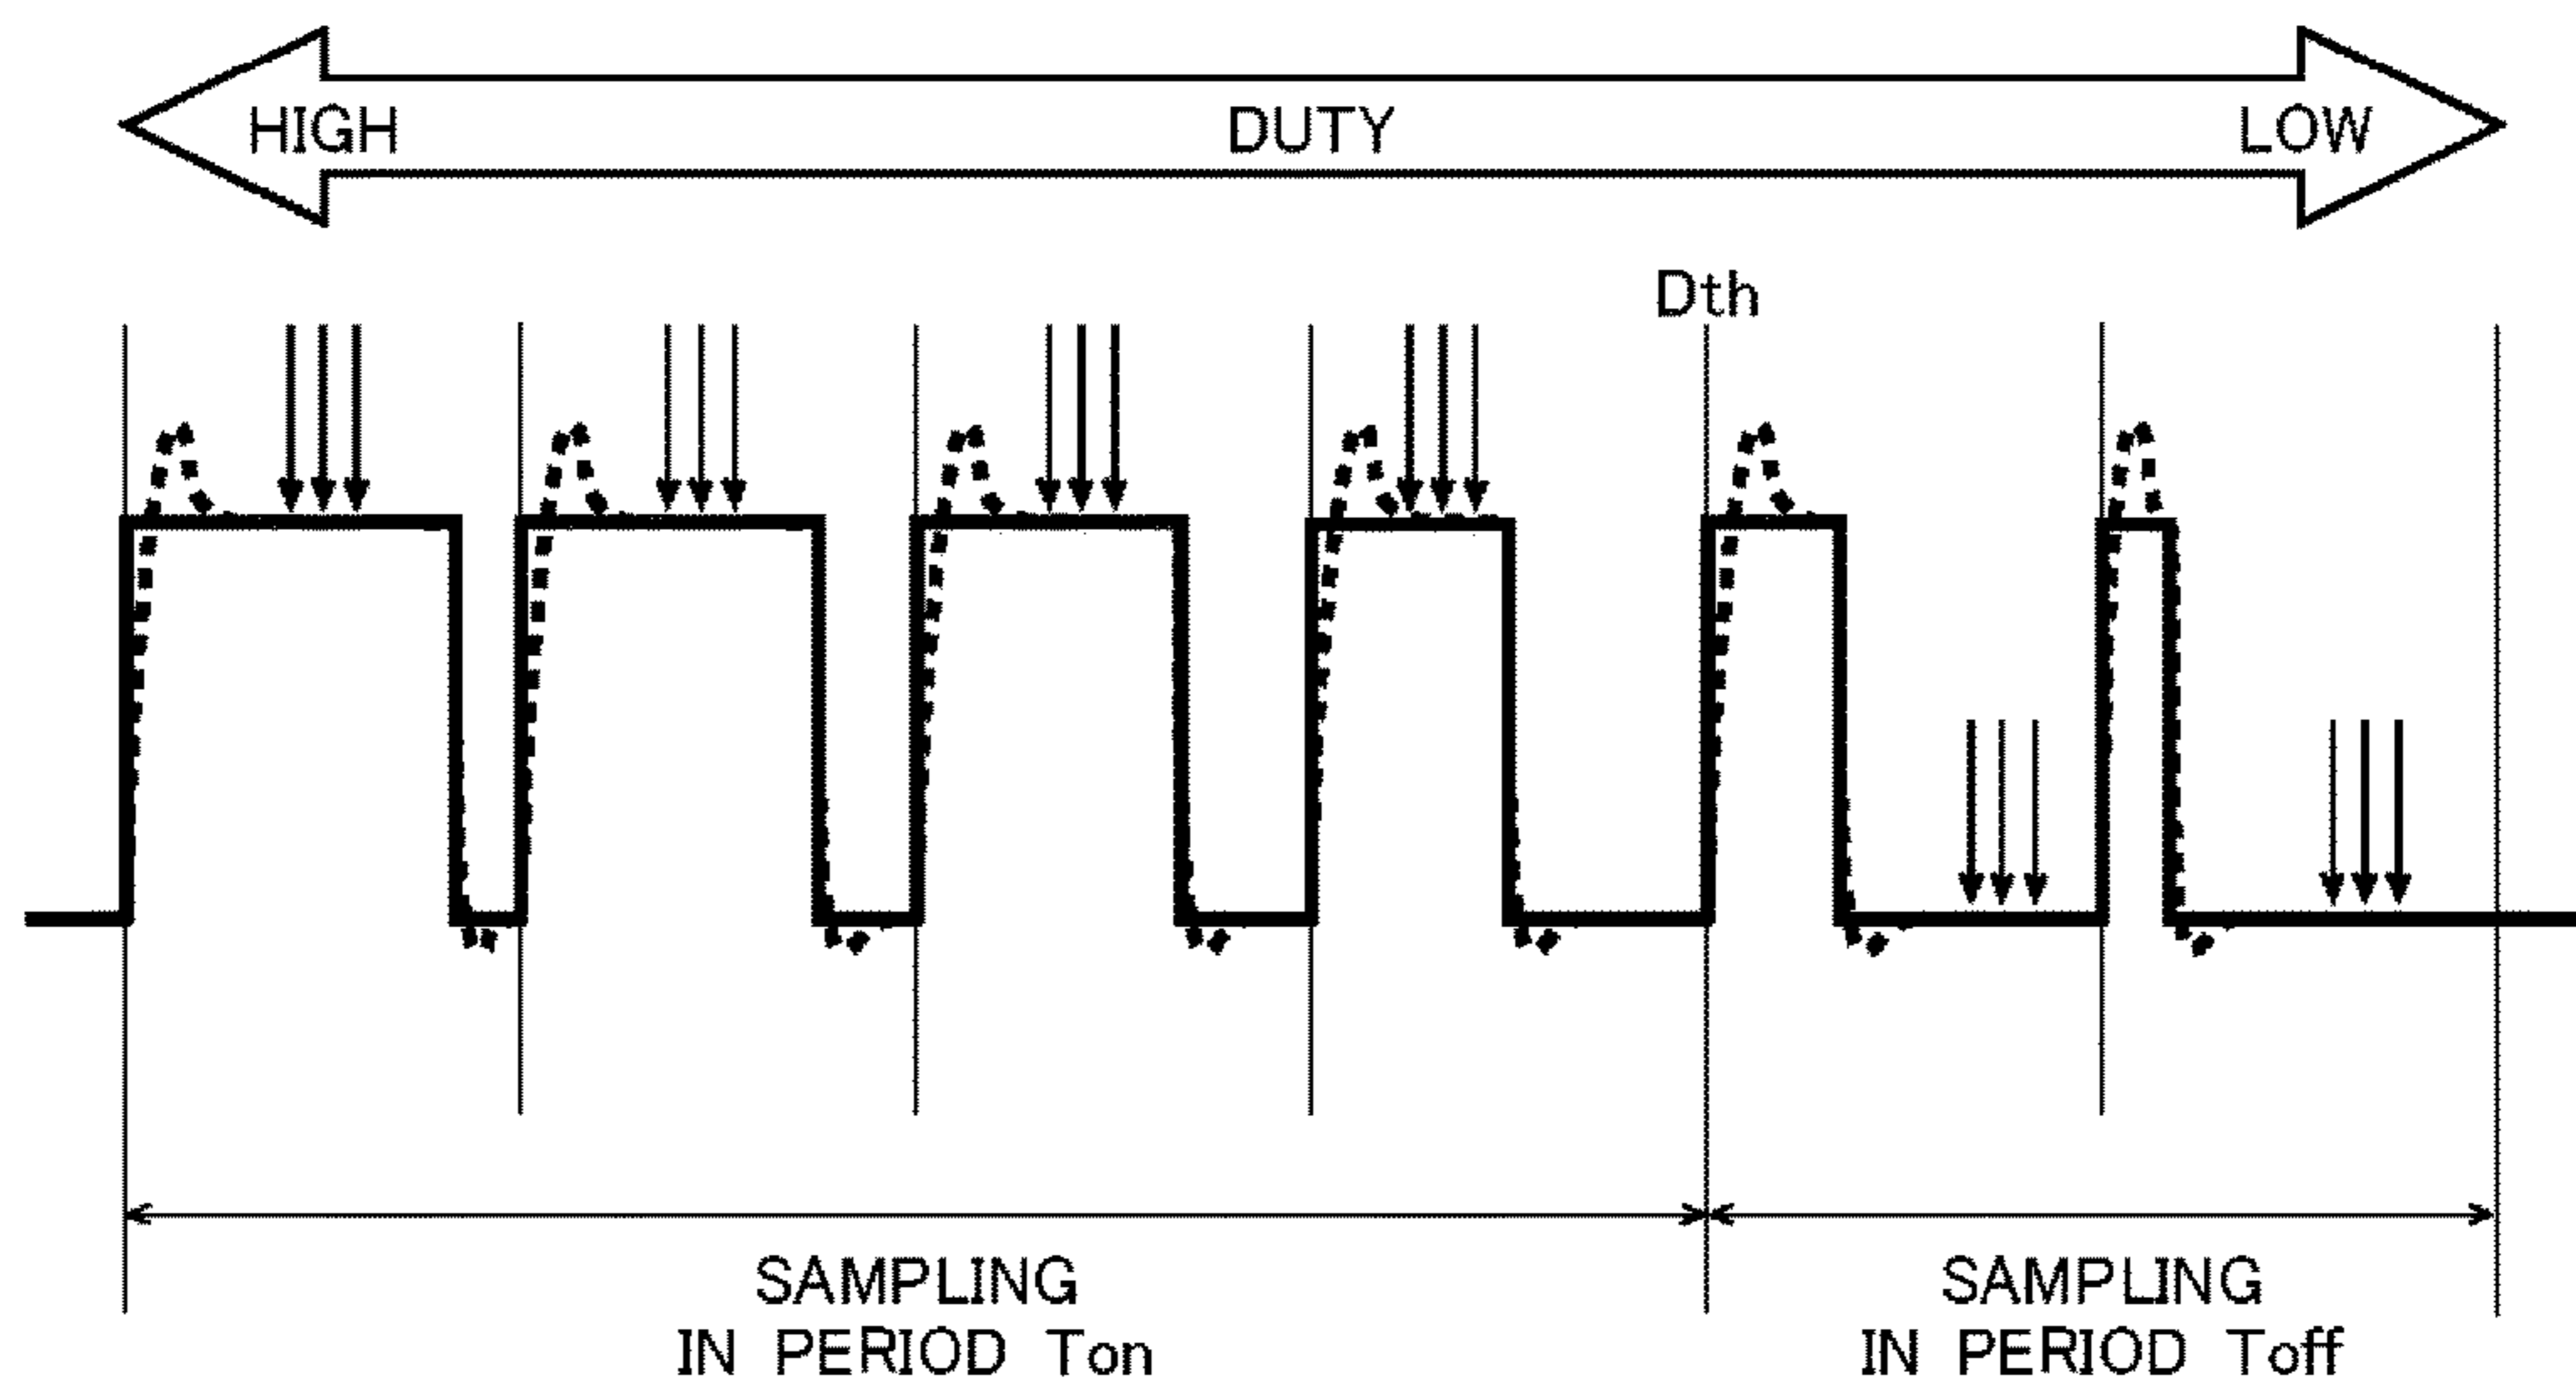 HIGH DUTY LOW
Dth
SAMPLING
IN PERIOD Ton
SAMPLING
IN PERIOD Toff